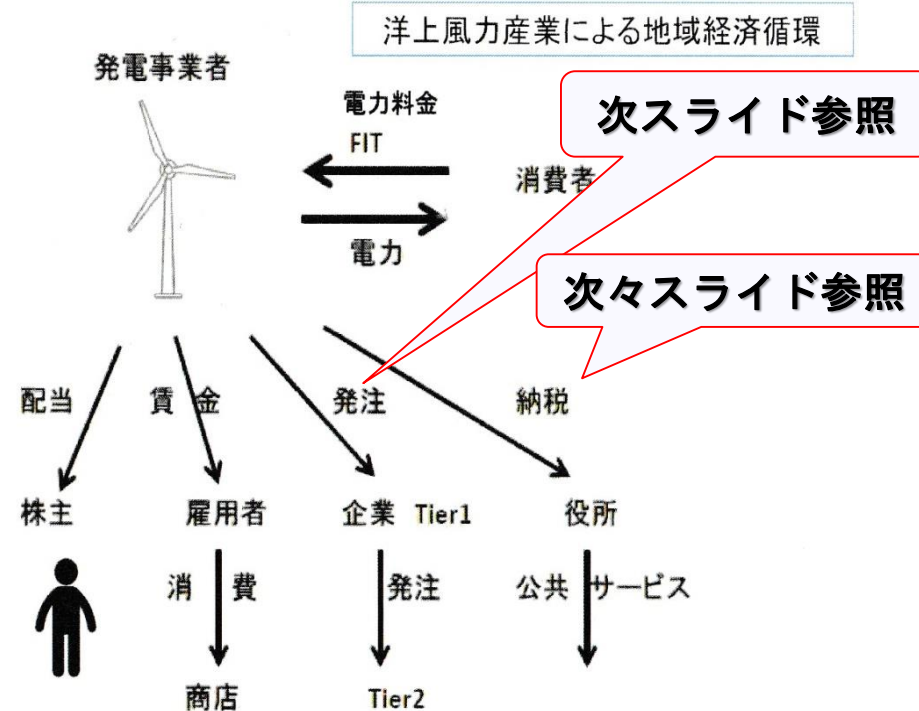 洋上風力産業による地域経済循環
発電事業者
電力料金
FIT
次スライド参照
消費者
電力
次々スライド参照
配当
賃金
発注
納税
株主
雇用者
企業 Tier1
役所
消費
発注
公共サービス
商店
Tier2